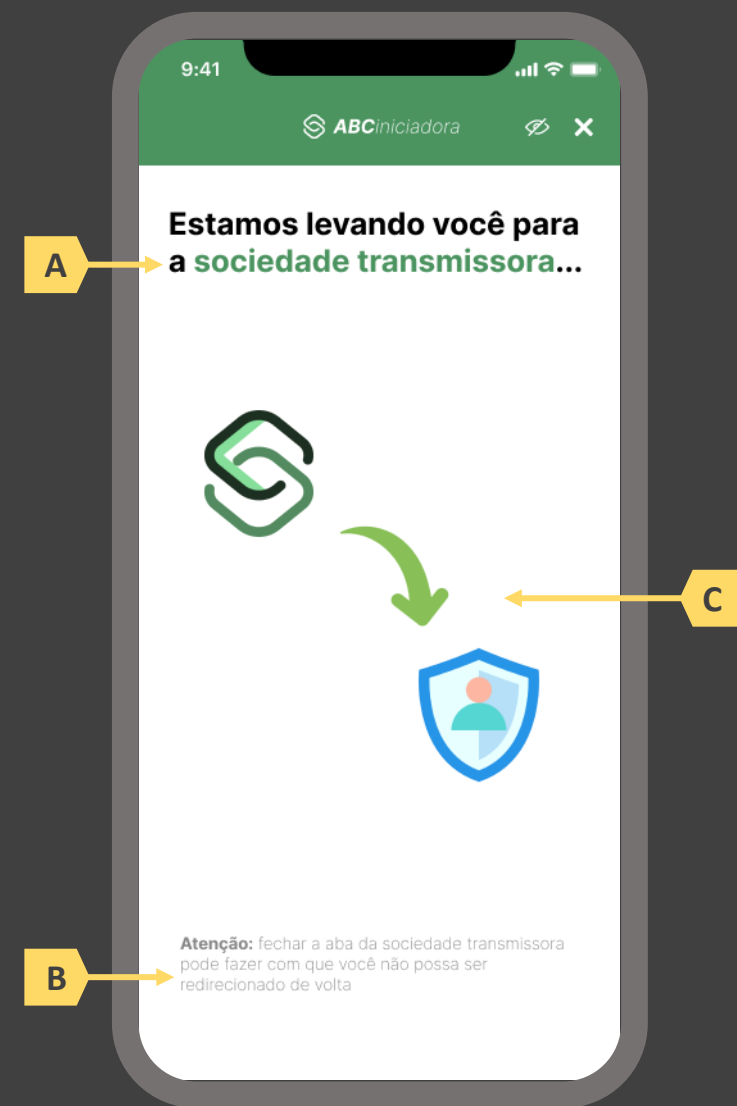 9:41
ABCiniciadora
Estamos levando você para
A
a sociedade transmissora...
C
Atenção: fechar a aba da sociedade transmissora
B
pode fazer com que você não possa ser
redirecionado de volta